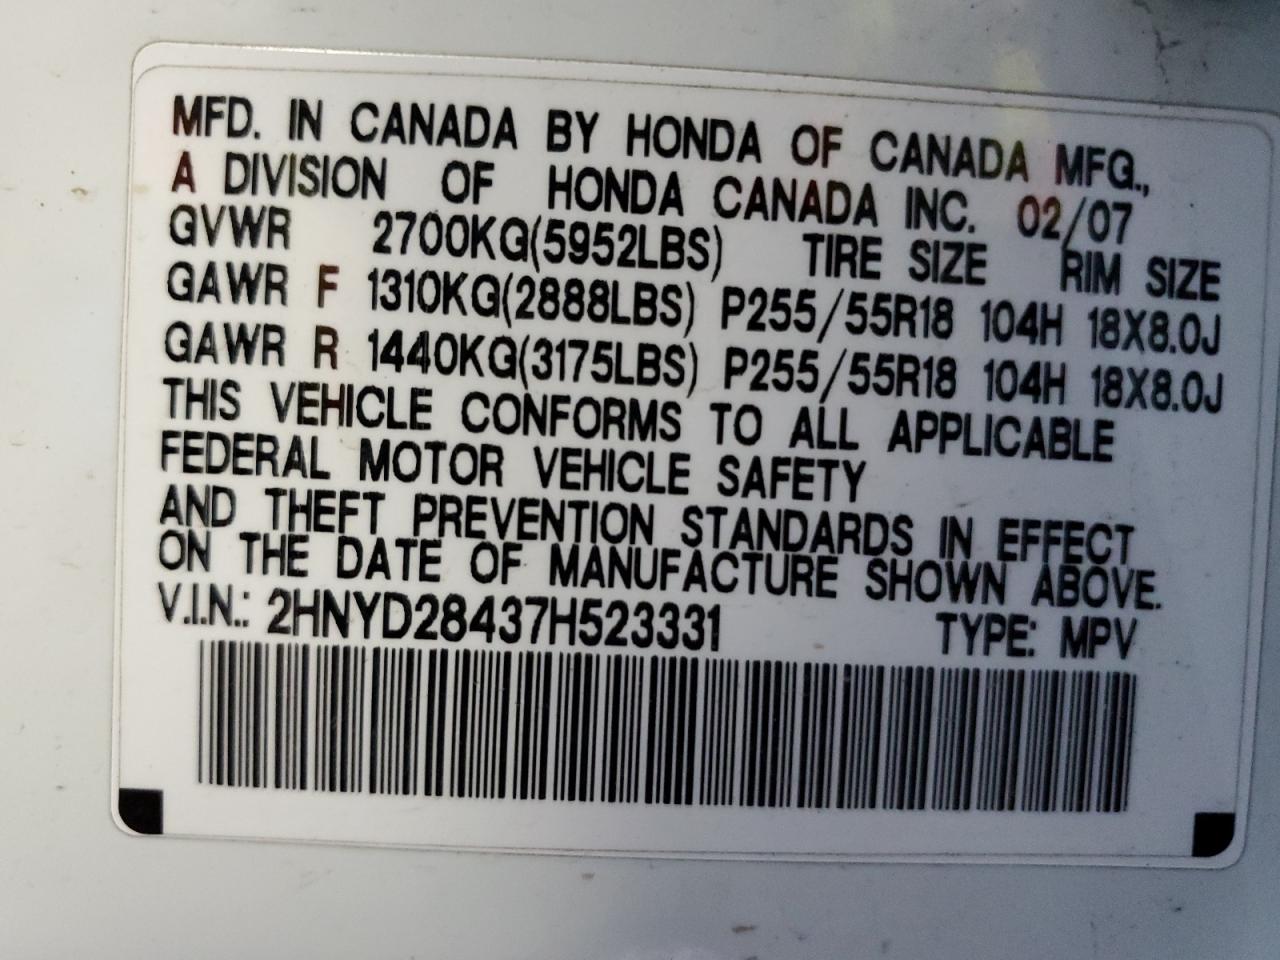 MFD. IN CANADA BY HONDA OF CANADA MFG.,
A DIVISION OF HONDA CANADA INC. 02/07
GVWR 2700KG(5952LBS) TIRE SIZE RIM SIZE
GAWR F 1310KG(2888LBS) P255/55R18 104H 18X8.0J
GAWR R 1440KG(3175LBS) P255/55R18 104H 18X8.0J
THIS VEHICLE CONFORMS TO ALL APPLICABLE
FEDERAL MOTOR VEHICLE SAFETY
AND THEFT PREVENTION STANDARDS IN EFFECT
ON THE DATE OF MANUFACTURE SHOWN ABOVE.
V.I.N.: 2HNYD28437H523331 TYPE: MPV